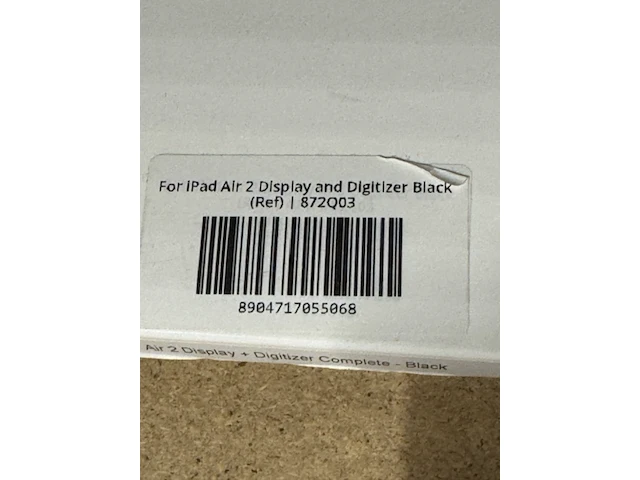 For iPad Air 2 Display and Digitizer Black
(Ref) | 872Q03
8904717055068
Air 2 Display + Digitizer Complete - Black